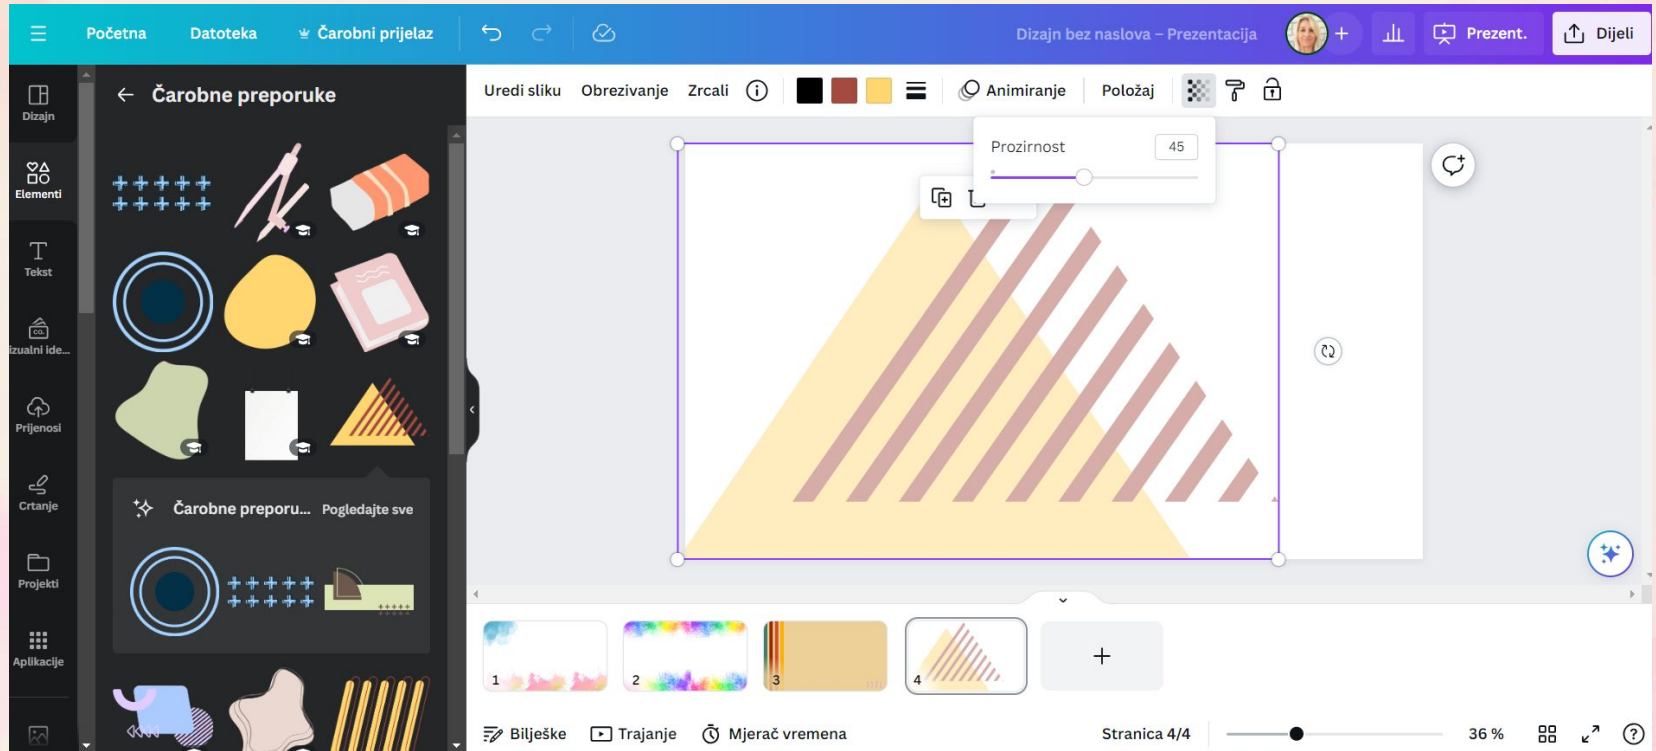 Početna Datoteka Čarobni prijelaz Dizajn bez naslova – Prezentacija Prezent. Dijeli
Dizajn
Elementi
Tekst
izualni ide...
Prijenosi
Crtanje
Projekti
Aplikacije
Čarobne preporuke
Čarobne preporu... Pogledajte sve
Uredi sliku Obrezivanje Zrcali Animiranje Položaj
Prozirnost 45
1 2 3 4
Bilješke Trajanje Mjerač vremena Stranica 4/4 36 %